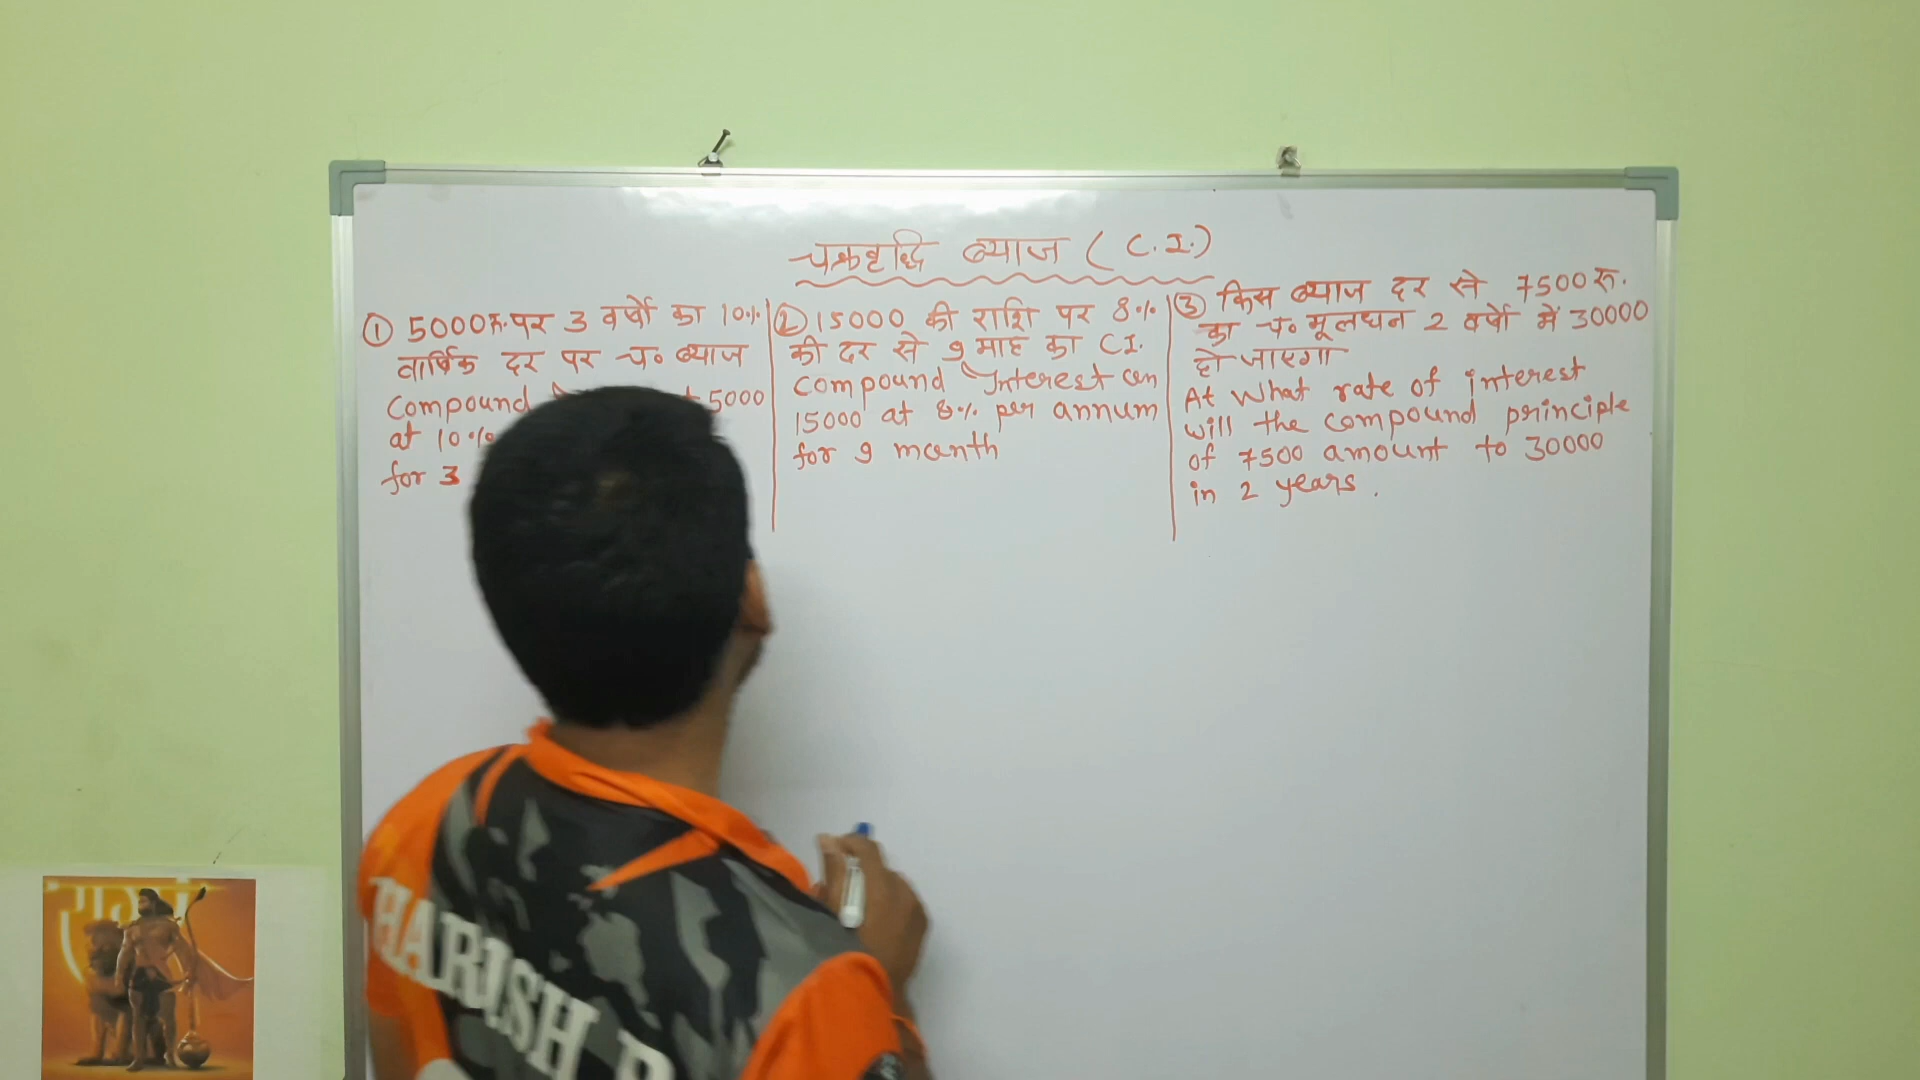 चक्रवृद्धि ब्याज ( C.I.)
① 5000रु. पर 3 वर्षों का 10%
वार्षिक दर पर च० ब्याज
Compound 5000
at 10%
for 3
② 15000 की राशि पर 8%
की दर से 9 माह का C.I.
Compound Interest on
15000 at 8% per annum
for 9 month
③ किस ब्याज दर से 7500 रु.
का च० मूलधन 2 वर्षों में 30000
हो जाएगा
At What rate of interest
will the compound principle
of 7500 amount to 30000
in 2 years.
HARISH